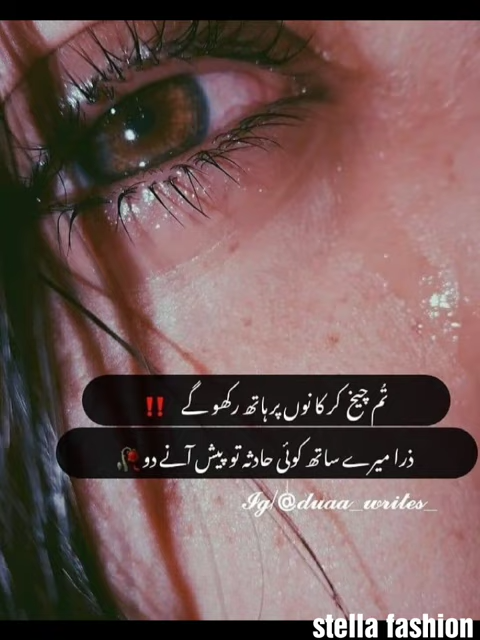 تُم چیخ کر کانوں پر ہاتھ رکھو گے ‼️
ذرا میرے ساتھ کوئی حادثہ تو پیش آنے دو 🥀
Ig/@duaa_writes_
stella fashion